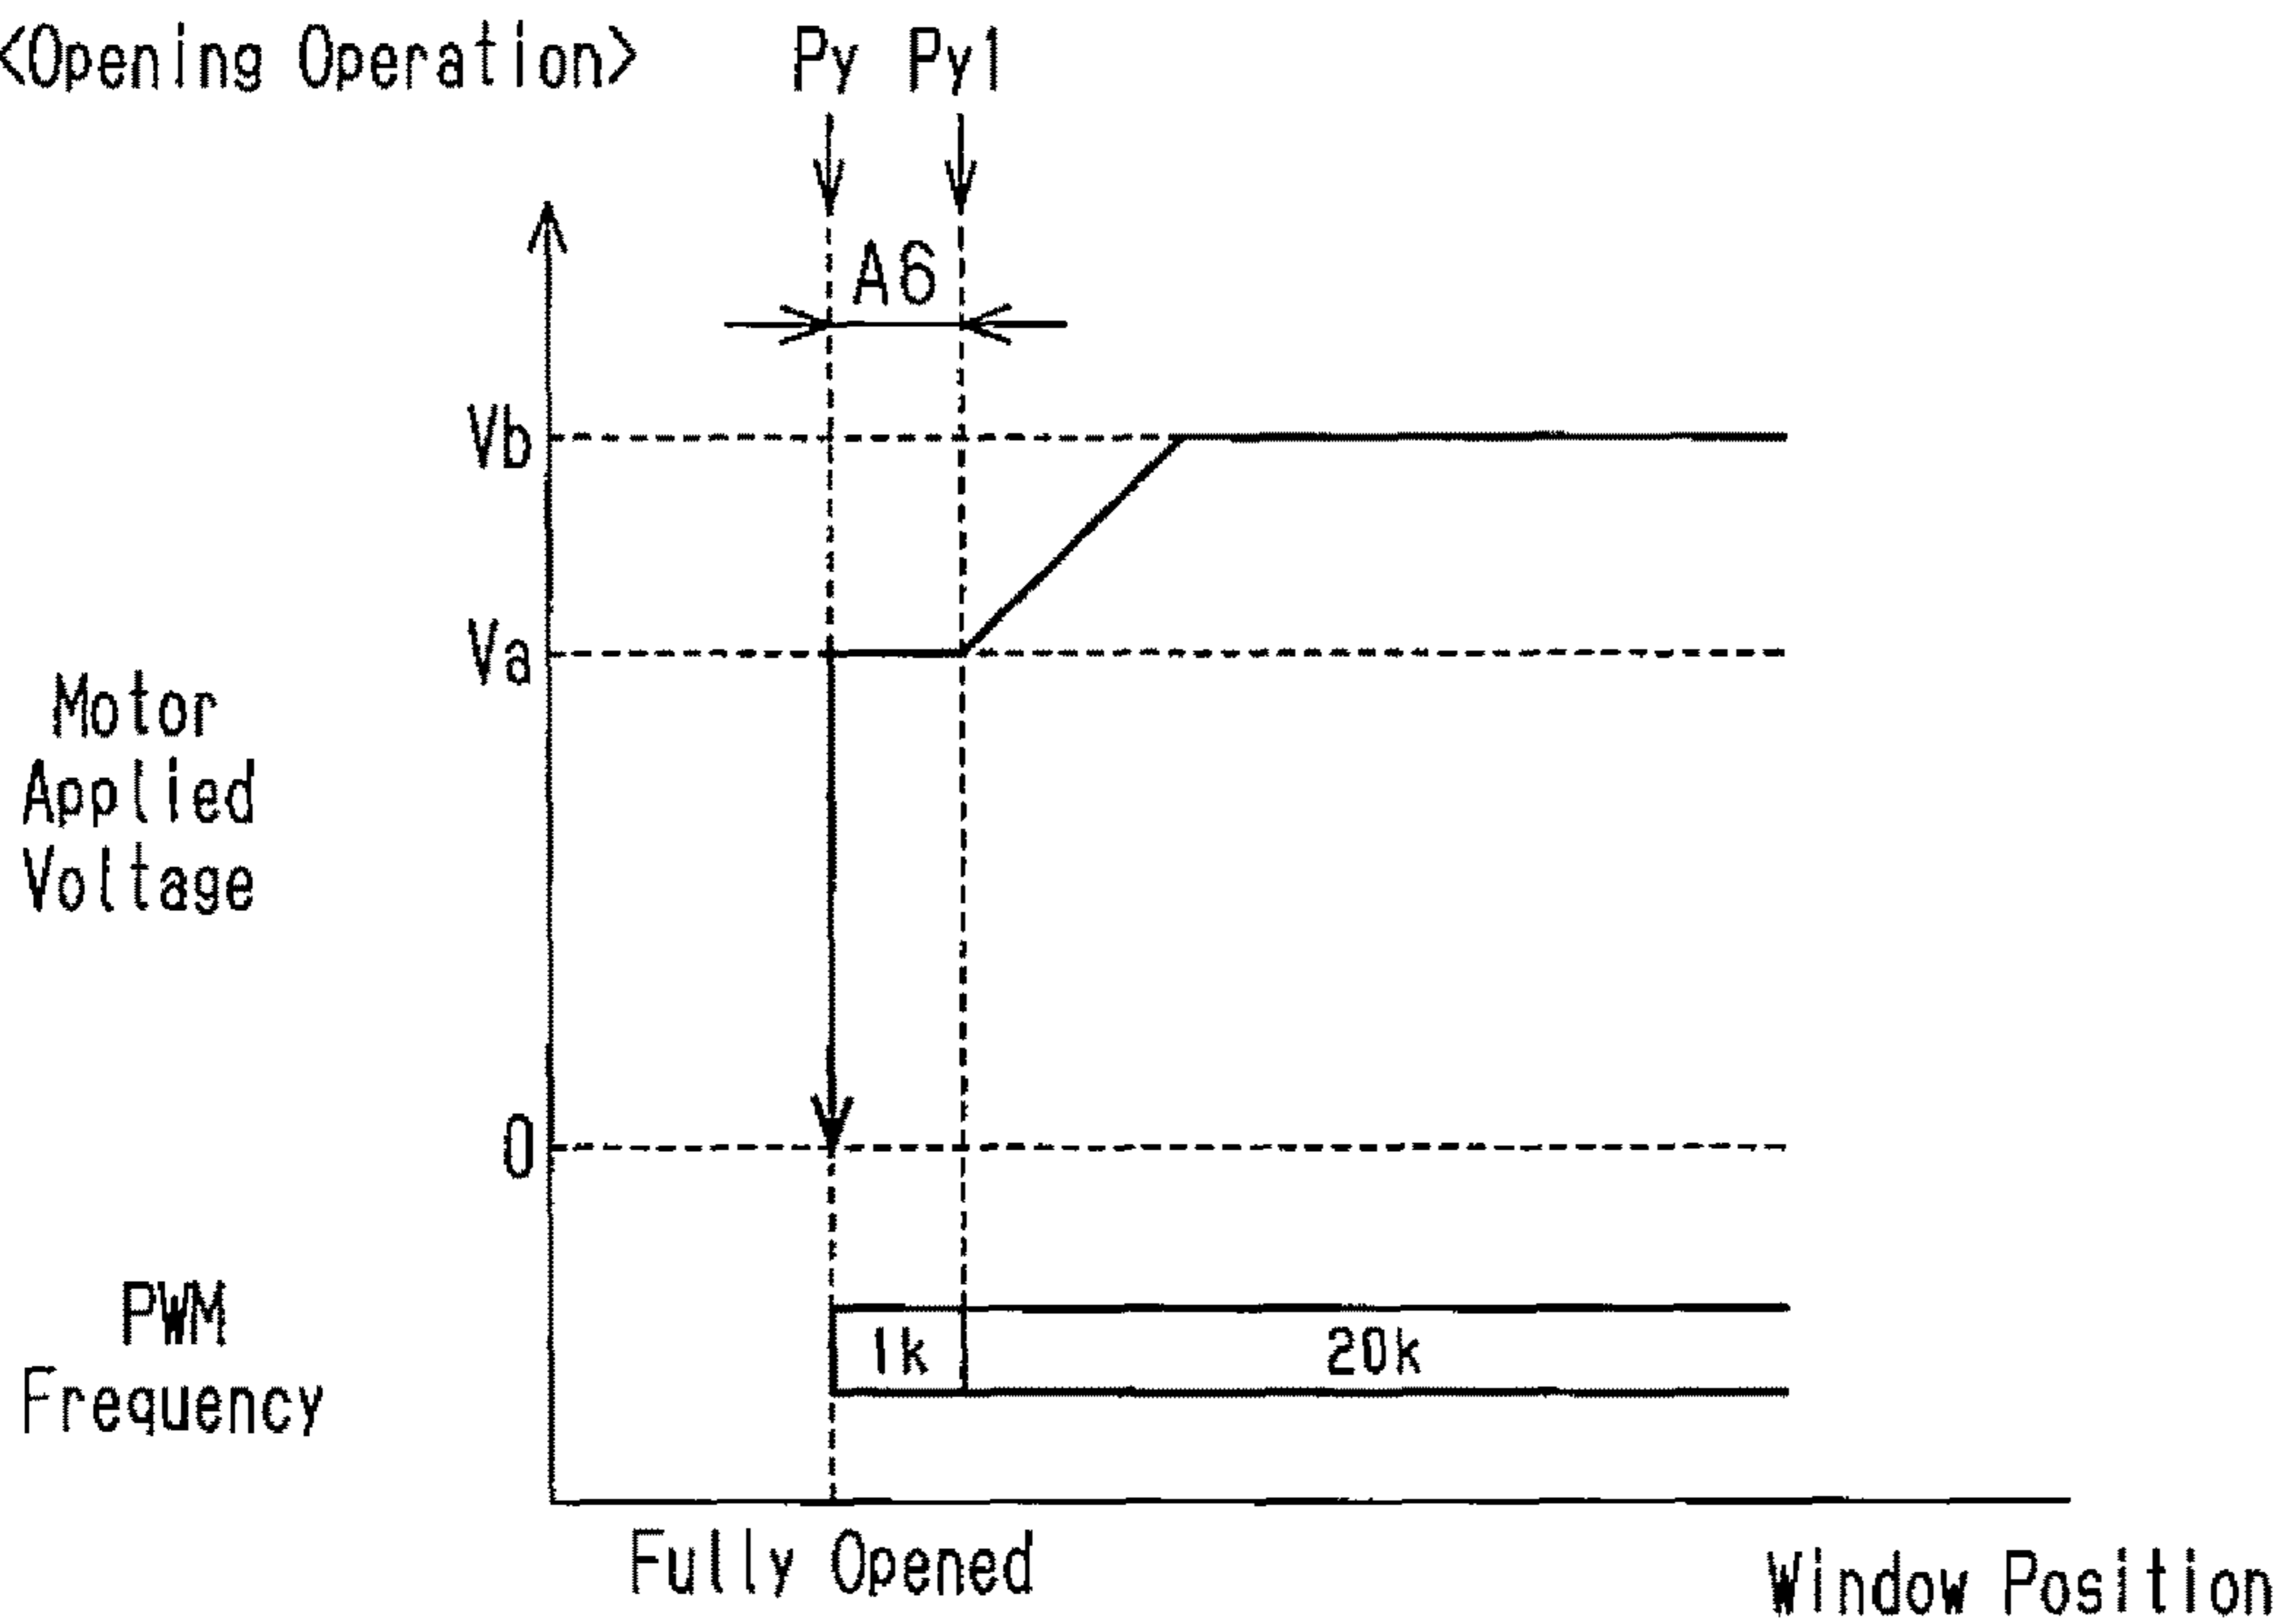 <Opening Operation>
Py Py1
A6
Vb
Va
Motor
Applied
Voltage
0
PWM
Frequency
1k
20k
Fully Opened
Window Position